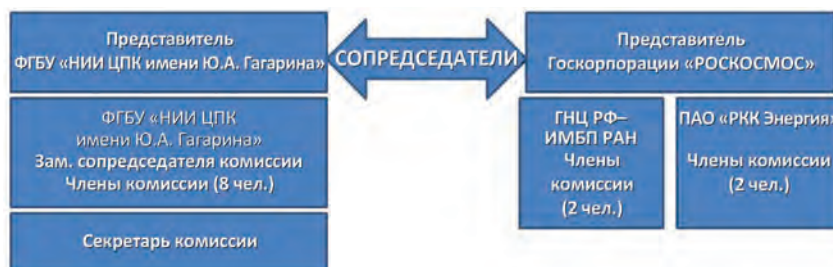 Представитель
ФГБУ «НИИ ЦПК имени Ю.А. Гагарина»
СОПРЕДСЕДАТЕЛИ
Представитель
Госкорпорации «РОСКОСМОС»
ФГБУ «НИИ ЦПК
имени Ю.А. Гагарина»
Зам. сопредседателя комиссии
Члены комиссии (8 чел.)
ГНЦ РФ–
ИМБП РАН
Члены
комиссии
(2 чел.)
ПАО «РКК Энергия»
Члены комиссии
(2 чел.)
Секретарь комиссии